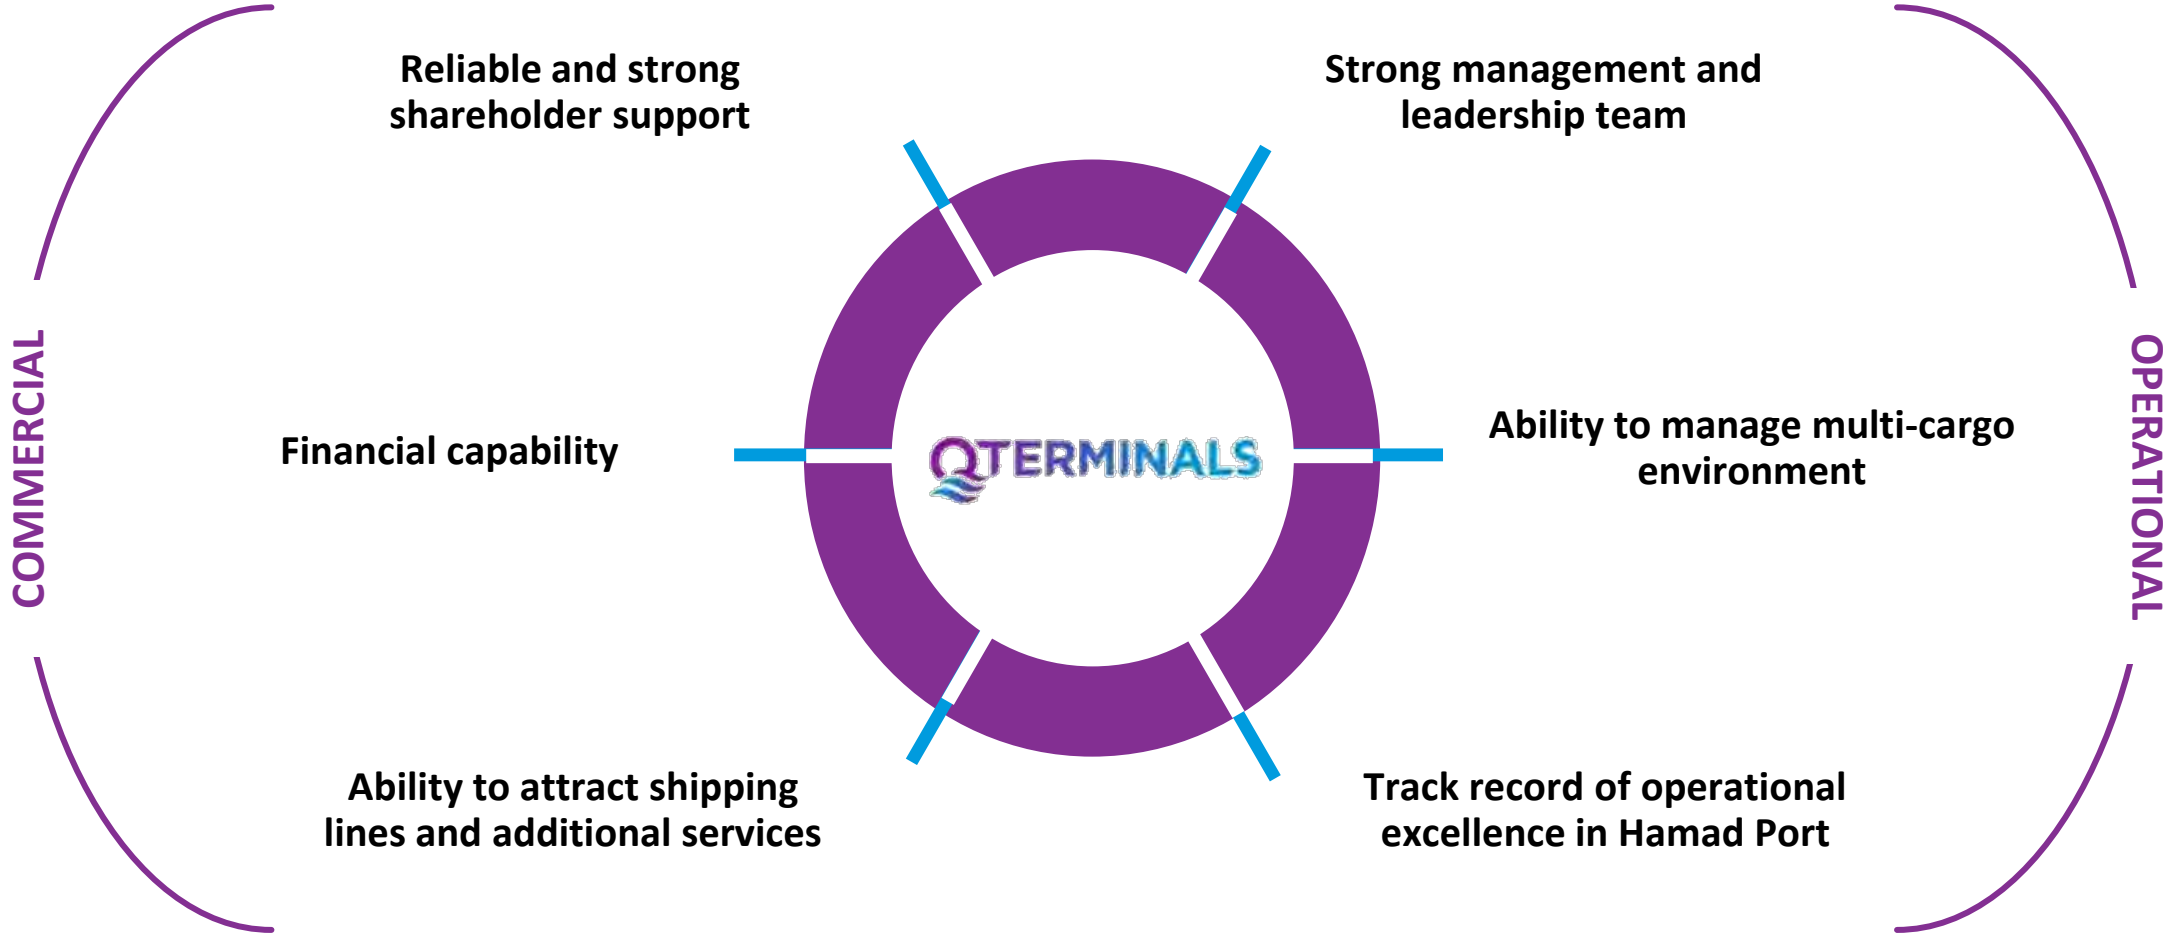 COMMERCIAL
Reliable and strong
shareholder support
Financial capability
Ability to attract shipping
lines and additional services
QTERMINALS
Strong management and
leadership team
Ability to manage multi-cargo
environment
Track record of operational
excellence in Hamad Port
OPERATIONAL